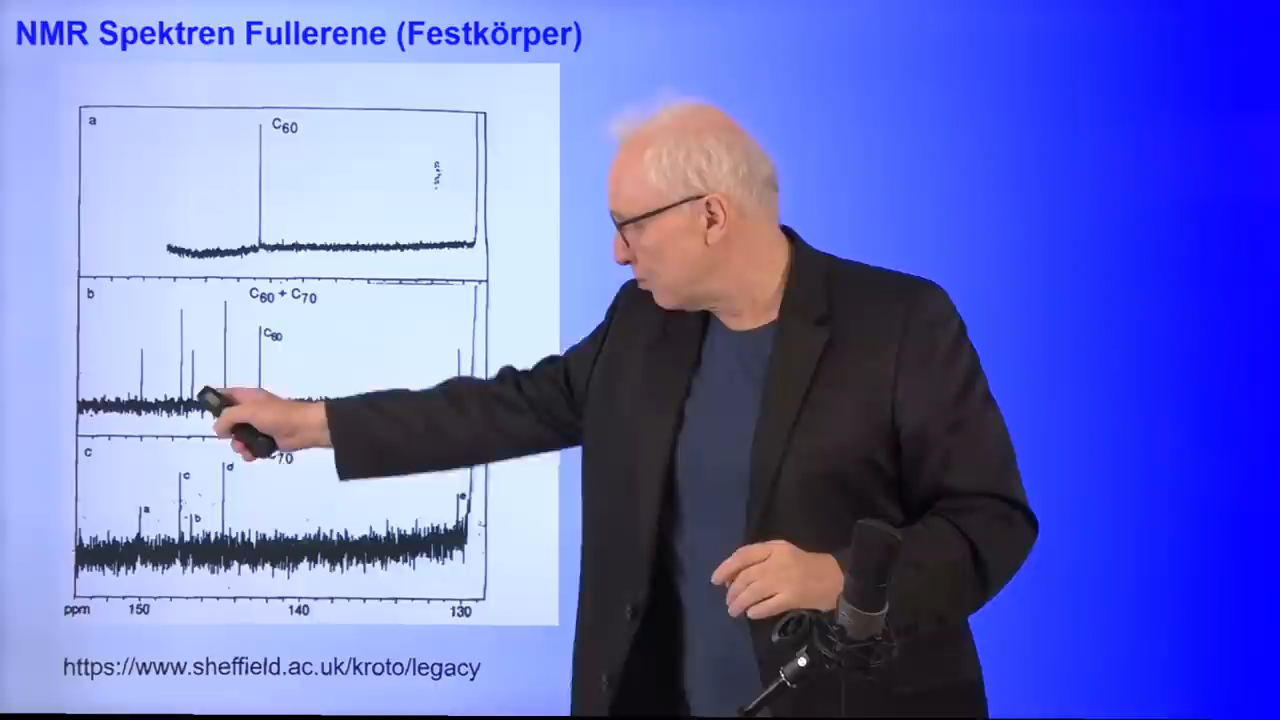 NMR Spektren Fullerene (Festkörper)
a
C60
b
C60 + C70
C60
c
70
a
c
b
d
e
ppm 150 140 130
https://www.sheffield.ac.uk/kroto/legacy